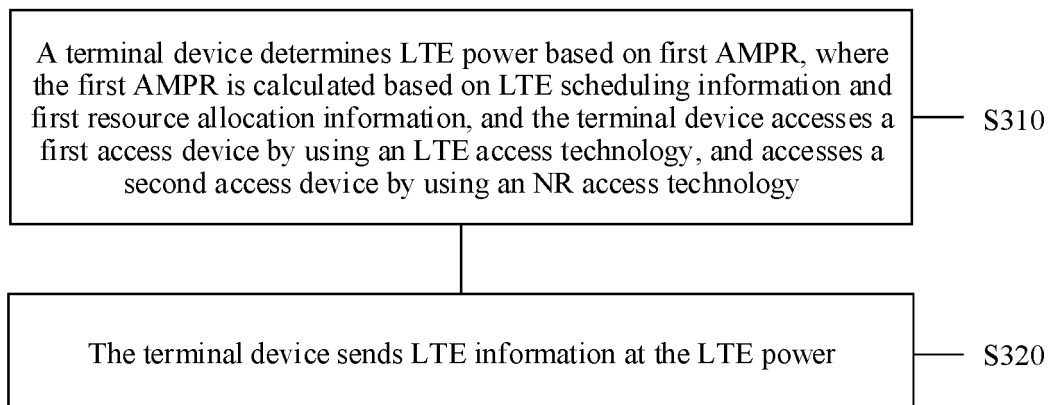 A terminal device determines LTE power based on first AMPR, where
the first AMPR is calculated based on LTE scheduling information and
first resource allocation information, and the terminal device accesses a
first access device by using an LTE access technology, and accesses a
second access device by using an NR access technology
S310
The terminal device sends LTE information at the LTE power
S320